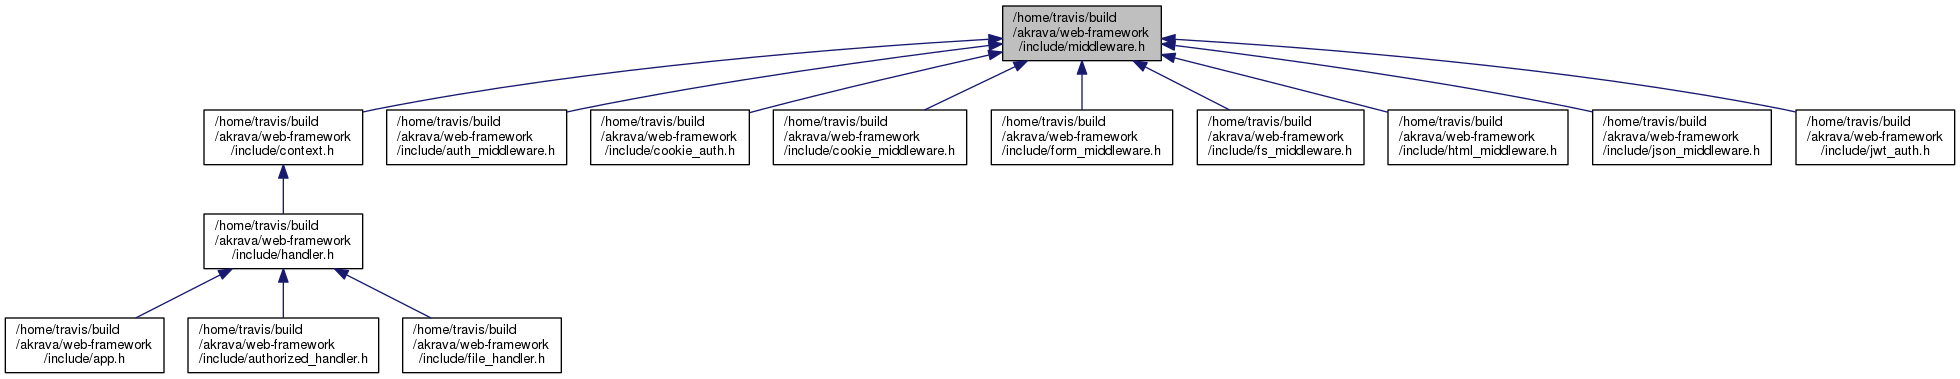 /home/travis/build
/akrava/web-framework
/include/middleware.h
/home/travis/build
/akrava/web-framework
/include/context.h
/home/travis/build
/akrava/web-framework
/include/auth_middleware.h
/home/travis/build
/akrava/web-framework
/include/cookie_auth.h
/home/travis/build
/akrava/web-framework
/include/cookie_middleware.h
/home/travis/build
/akrava/web-framework
/include/form_middleware.h
/home/travis/build
/akrava/web-framework
/include/fs_middleware.h
/home/travis/build
/akrava/web-framework
/include/html_middleware.h
/home/travis/build
/akrava/web-framework
/include/json_middleware.h
/home/travis/build
/akrava/web-framework
/include/jwt_auth.h
/home/travis/build
/akrava/web-framework
/include/handler.h
/home/travis/build
/akrava/web-framework
/include/app.h
/home/travis/build
/akrava/web-framework
/include/authorized_handler.h
/home/travis/build
/akrava/web-framework
/include/file_handler.h